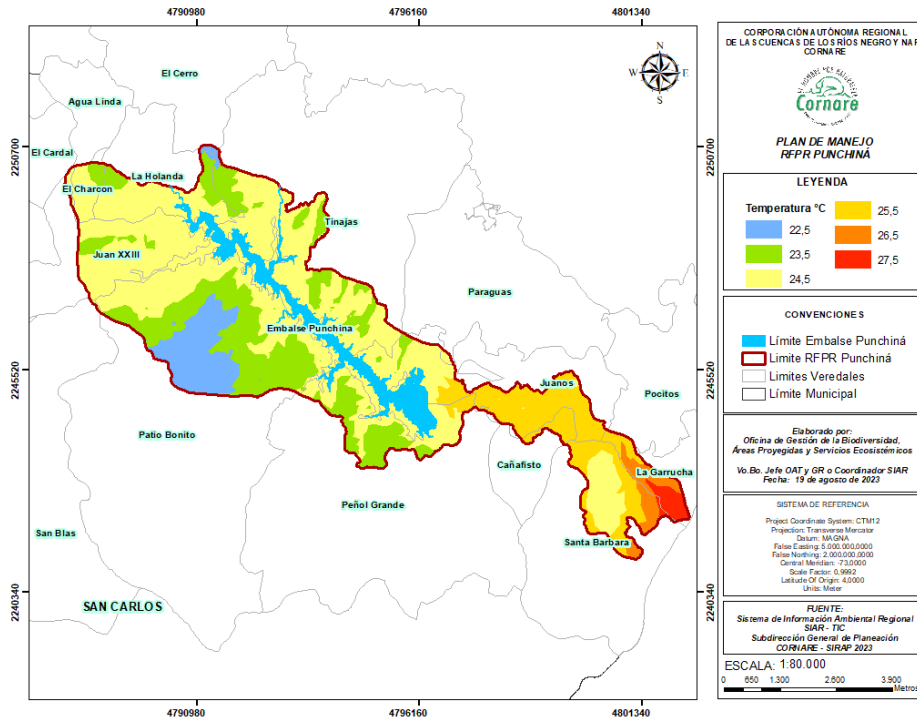 4790980
4796160
4801340
El Cerro
Agua Linda
El Cardal
El Charcon
La Holanda
Tinajas
Juan XXIII
Paraguas
Embalse Punchina
Juanos
Pocitos
Patio Bonito
Cañafisto
La Garrucha
Peñol Grande
San Blas
Santa Barbara
SAN CARLOS
2250700
2245520
2240340
2250700
2245520
2240340
4790980
4796160
4801340
N
W E
S
CORPORACIÓN AUTÓNOMA REGIONAL
DE LAS CUENCAS DE LOS RÍOS NEGRO Y NAR
CORNARE
Cornare
PLAN DE MANEJO
RFPR PUNCHINÁ
LEYENDA
Temperatura °C
22,5
23,5
24,5
25,5
26,5
27,5
CONVENCIONES
Límite Embalse Punchiná
Limite RFPR Punchiná
Limites Veredales
Límite Municipal
Elaborado por:
Oficina de Gestión de la Biodiversidad,
Áreas Proyegidas y Servicios Ecosistémicos
Vo.Bo. Jefe OAT y GR o Coordinador SIAR
Fecha: 19 de agosto de 2023
SISTEMA DE REFERENCIA
Project Coordinate System: CTM12
Projection: Transverse Mercator
Datum: MAGNA
False Easting: 5.000.000,0000
False Northing: 2.000.000,0000
Central Meridian: -73,0000
Scale Factor: 0,9992
Latitude Of Origin: 4,0000
Units: Meter
FUENTE:
Sistema de Información Ambiental Regional
SIAR - TIC
Subdirección General de Planeación
CORNARE - SIRAP 2023
ESCALA: 1:80.000
0 650 1.300 2.600 3.900
Metros